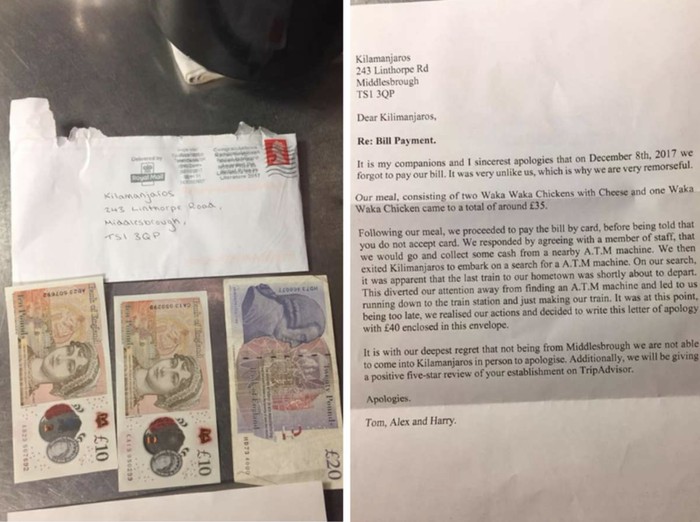 Delivered by
Royal Mail
Kilamanjaros
243 Linthorpe Road,
Middlesbrough,
TS1 3QP
Bank of England
£10
Bank of England
£10
£20
Kilamanjaros
243 Linthorpe Rd
Middlesbrough
TS1 3QP
Dear Kilimanjaros,
Re: Bill Payment.
It is my companions and I sincerest apologies that on December 8th, 2017 we
forgot to pay our bill. It was very unlike us, which is why we are very remorseful.
Our meal, consisting of two Waka Waka Chickens with Cheese and one Waka
Waka Chicken came to a total of around £35.
Following our meal, we proceeded to pay the bill by card, before being told that
you do not accept card. We responded by agreeing with a member of staff, that
we would go and collect some cash from a nearby A.T.M machine. We then
exited Kilimanjaros to embark on a search for a A.T.M machine. On our search,
it was apparent that the last train to our hometown was shortly about to depart.
This diverted our attention away from finding an A.T.M machine and led to us
running down to the train station and just making our train. It was at this point,
being too late, we realised our actions and decided to write this letter of apology
with £40 enclosed in this envelope.
It is with our deepest regret that not being from Middlesbrough we are not able
to come into Kilamanjaros in person to apologise. Additionally, we will be giving
a positive five-star review of your establishment on TripAdvisor.
Apologies.
Tom, Alex and Harry.